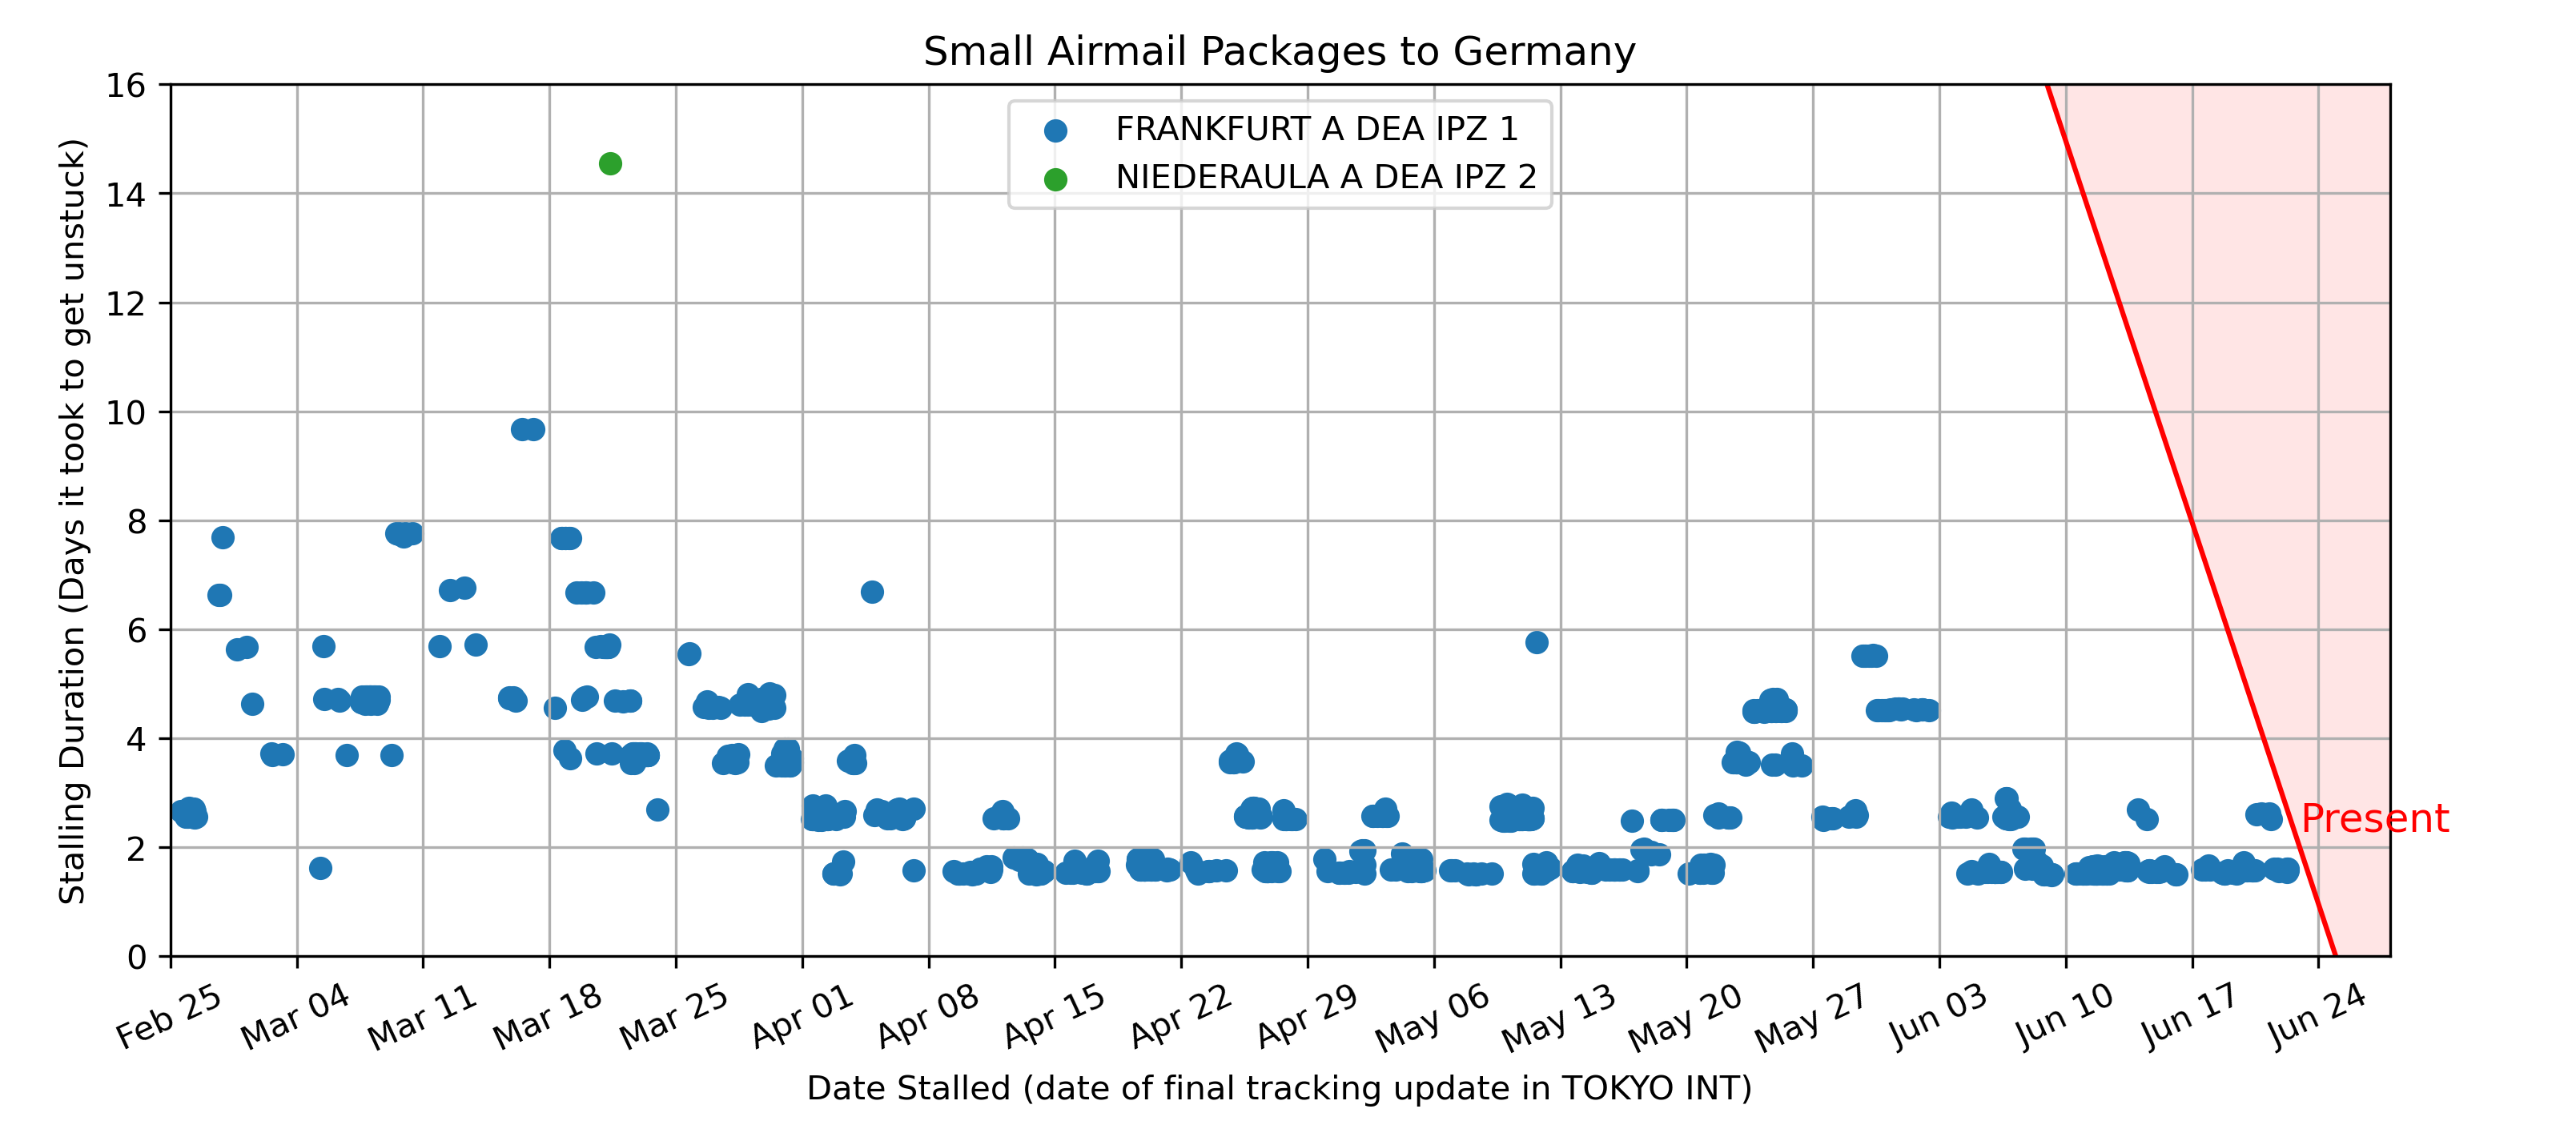 Small Airmail Packages to Germany
FRANKFURT A DEA IPZ 1
NIEDERAULA A DEA IPZ 2
Stalling Duration (Days it took to get unstuck)
16
14
12
10
8
6
4
2
0
Present
Feb 25
Mar 04
Mar 11
Mar 18
Mar 25
Apr 01
Apr 08
Apr 15
Apr 22
Apr 29
May 06
May 13
May 20
May 27
Jun 03
Jun 10
Jun 17
Jun 24
Date Stalled (date of final tracking update in TOKYO INT)